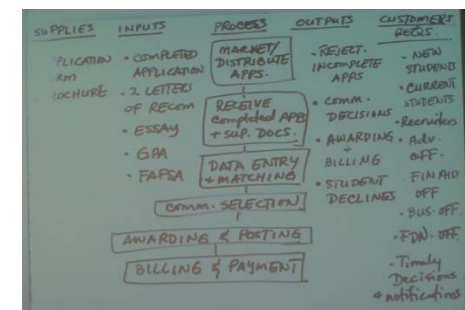 SUPPLIES
PLICATION
RM
OCHURE
INPUTS
• COMPLETED
APPLICATION
• 2 LETTERS
OF RECOM
• ESSAY
• GPA
• FAFSA
PROCESS
MARKET/
DISTRIBUTE
APPS.
RECEIVE
Completed APPS
+ SUP. DOCS.
DATA ENTRY
+ MATCHING
COMM. SELECTION
AWARDING & POSTING
BILLING & PAYMENT
OUTPUTS
• REJECT.
INCOMPLETE
APPS
• COMM.
DECISIONS
• AWARDING
+
BILLING
• STUDENT
DECLINES
CUSTOMERS
REQS.
• NEW
STUDENTS
• CURRENT
STUDENTS
• Recruiters
• Adv.
OFF.
FIN AID
OFF
• BUS. OFF.
• FDN. OFF.
• Timely
Decisions
& notifications